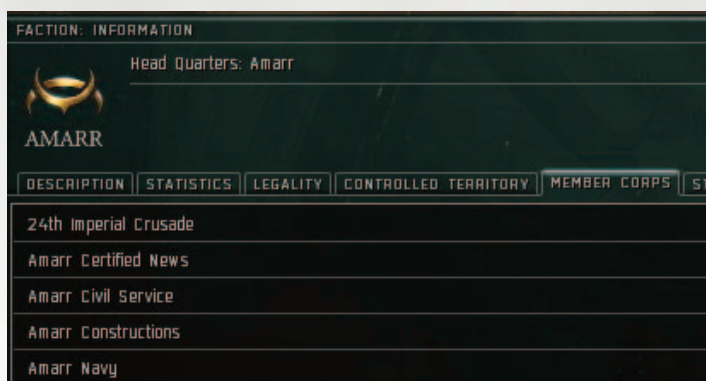 FACTION: INFORMATION
Head Quarters: Amarr
AMARR
DESCRIPTION STATISTICS LEGALITY CONTROLLED TERRITORY MEMBER CORPS
24th Imperial Crusade
Amarr Certified News
Amarr Civil Service
Amarr Constructions
Amarr Navy